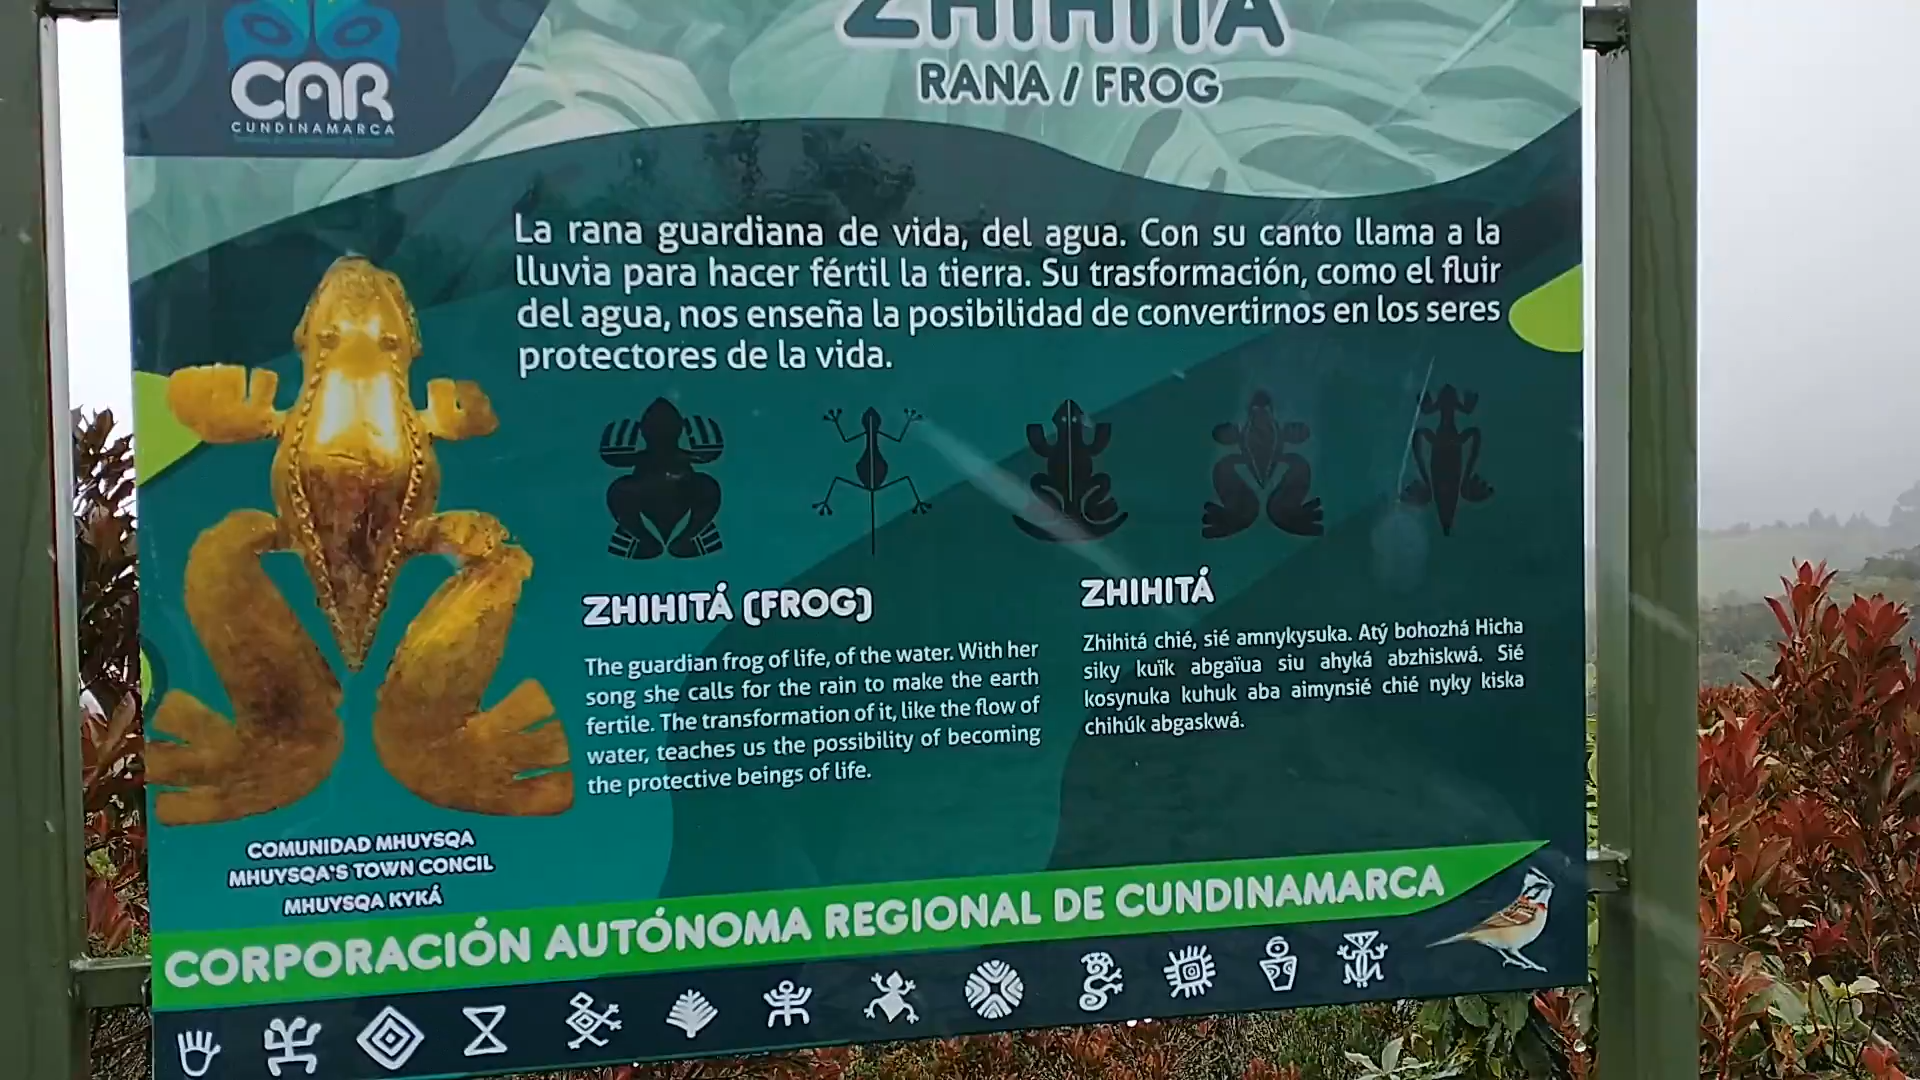 CAR
CUNDINAMARCA
ZHIHITÁ
RANA / FROG
La rana guardiana de vida, del agua. Con su canto llama a la
lluvia para hacer fértil la tierra. Su trasformación, como el fluir
del agua, nos enseña la posibilidad de convertirnos en los seres
protectores de la vida.
ZHIHITÁ (FROG)
The guardian frog of life, of the water. With her
song she calls for the rain to make the earth
fertile. The transformation of it, like the flow of
water, teaches us the possibility of becoming
the protective beings of life.
ZHIHITÁ
Zhihitá chié, sié amnykysuka. Atý bohozhá Hicha
siky kuïk abgaïua siu ahyká abzhiskwá. Sié
kosynuka kuhuk aba aimynsié chié nyky kiska
chihúk abgaskwá.
COMUNIDAD MHUYSQA
MHUYSQA'S TOWN CONCIL
MHUYSQA KYKÁ
CORPORACIÓN AUTÓNOMA REGIONAL DE CUNDINAMARCA